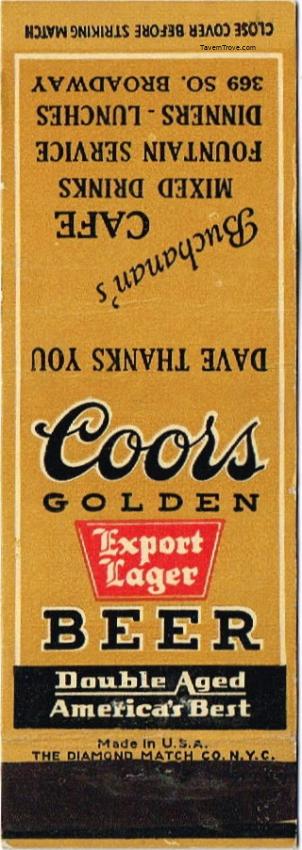 CLOSE COVER BEFORE STRIKING MATCH
TavernTrove.com
369 SO. BROADWAY
DINNERS - LUNCHES
FOUNTAIN SERVICE
MIXED DRINKS
CAFE
Buchanan's
DAVE THANKS YOU
Coors
GOLDEN
Export
Lager
BEER
Double Aged
America's Best
Made in U.S.A.
THE DIAMOND MATCH CO. N.Y.C.